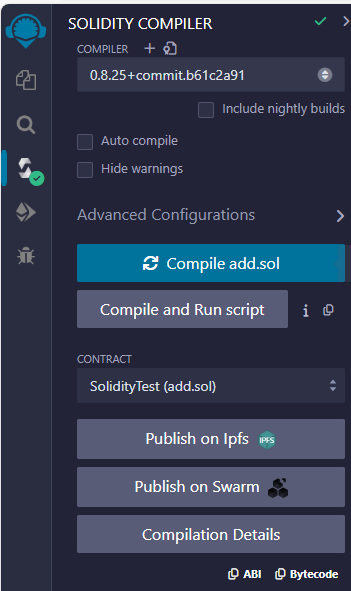 SOLIDITY COMPILER
COMPILER
0.8.25+commit.b61c2a91
Include nightly builds
Auto compile
Hide warnings
Advanced Configurations
Compile add.sol
Compile and Run script
CONTRACT
SolidityTest (add.sol)
Publish on Ipfs IPFS
Publish on Swarm
Compilation Details
ABI Bytecode